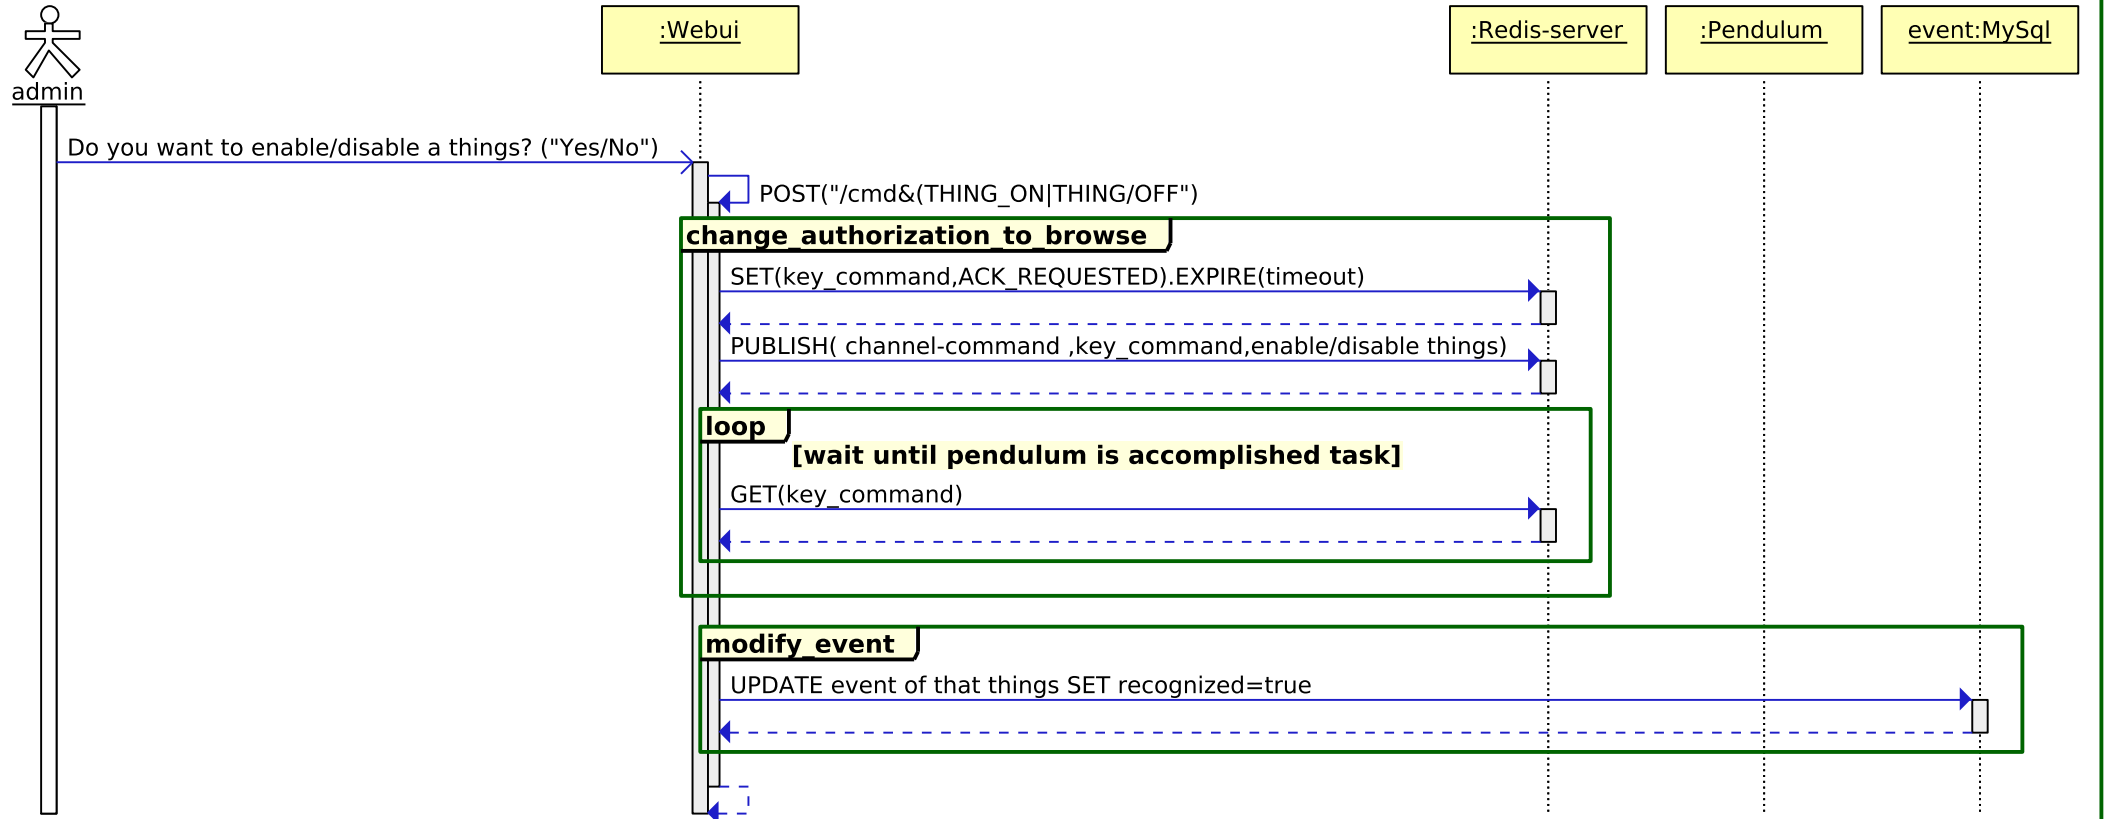 admin
:Webui
:Redis-server
:Pendulum
event:MySql
Do you want to enable/disable a things? ("Yes/No")
POST("/cmd&(THING_ON|THING/OFF")
change_authorization_to_browse
SET(key_command,ACK_REQUESTED).EXPIRE(timeout)
PUBLISH( channel-command ,key_command,enable/disable things)
loop
[wait until pendulum is accomplished task]
GET(key_command)
modify_event
UPDATE event of that things SET recognized=true